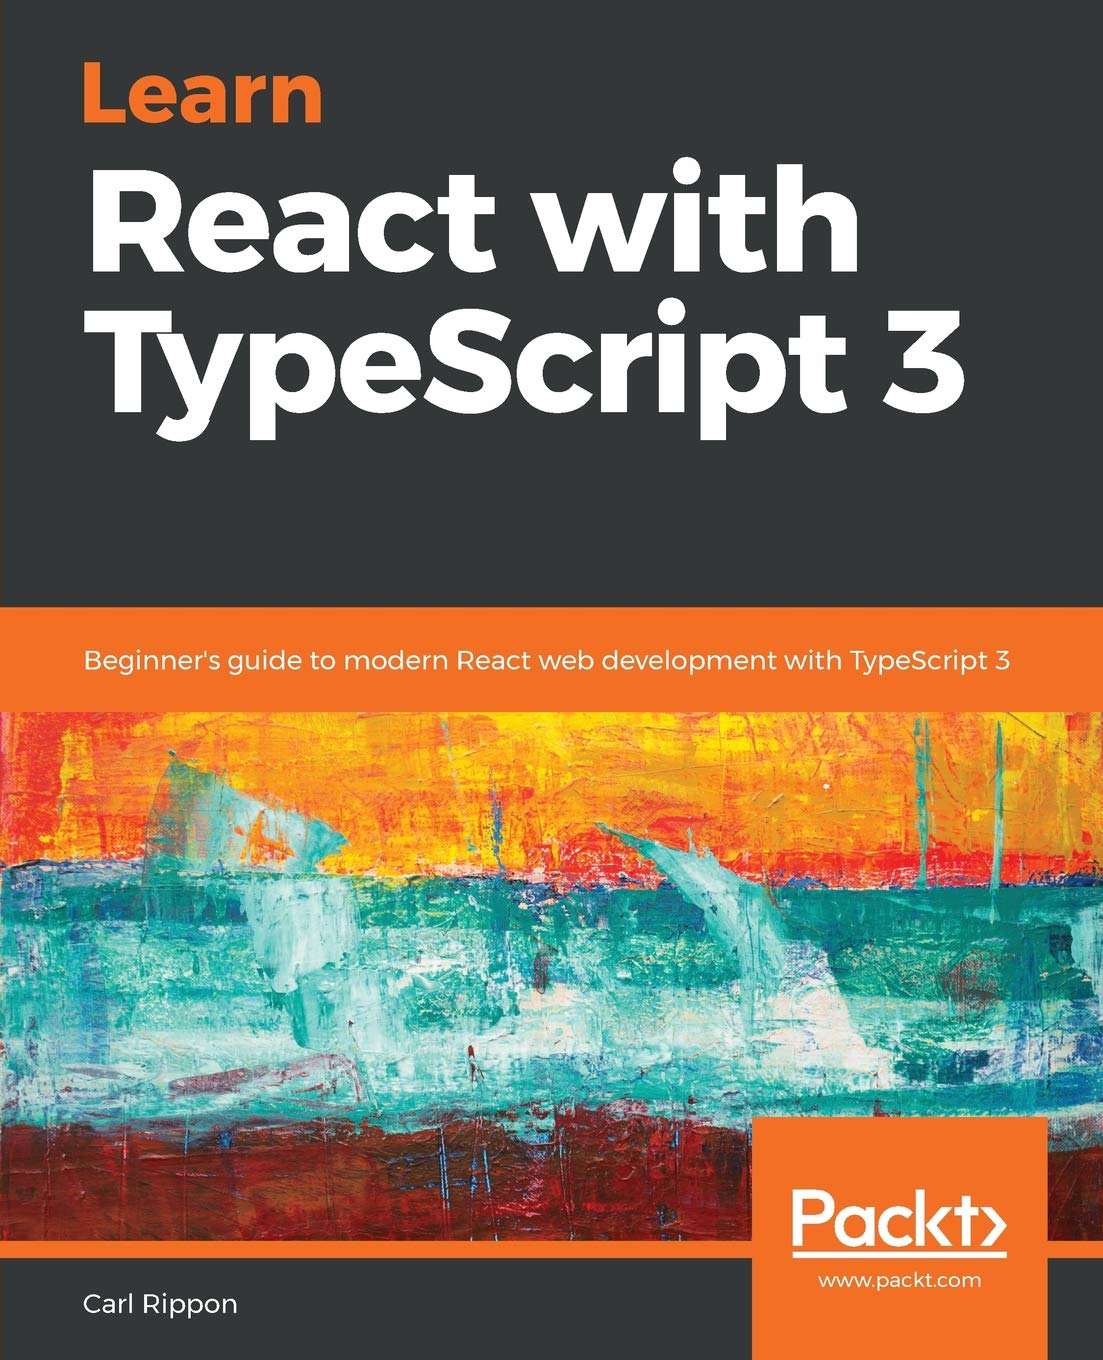 Learn
React with
TypeScript 3
Beginner's guide to modern React web development with TypeScript 3
Packt>
www.packt.com
Carl Rippon